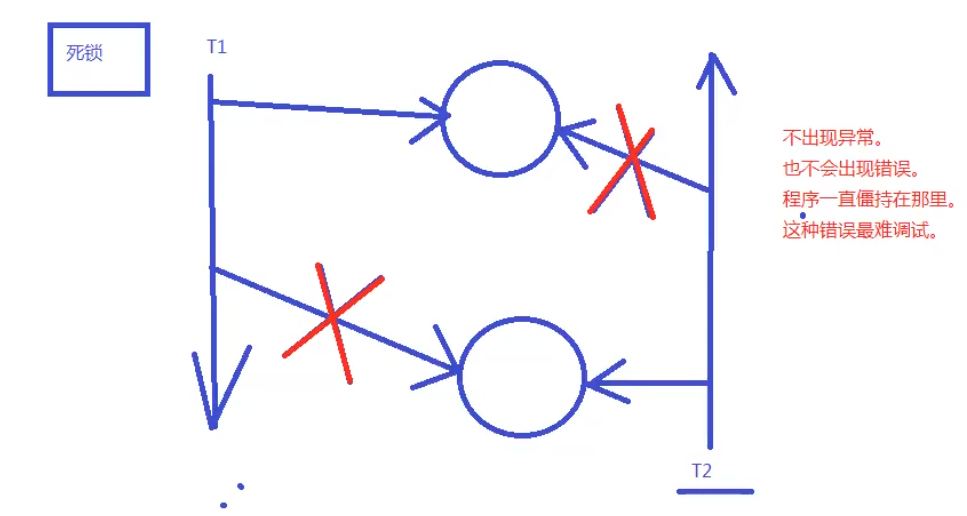 死锁
T1
不出现异常。
也不会出现错误。
程序一直僵持在那里。
这种错误最难调试。
T2